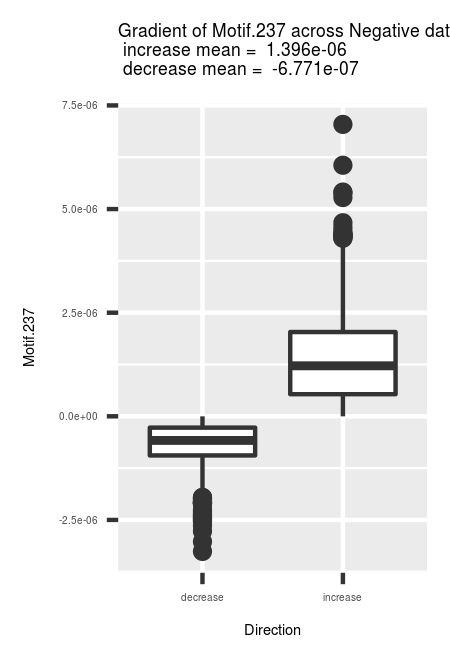 Gradient of Motif.237 across Negative dat
increase mean =  1.396e-06
decrease mean =  -6.771e-07
7.5e-06
5.0e-06
2.5e-06
0.0e+00
-2.5e-06
Motif.237
decrease
increase
Direction